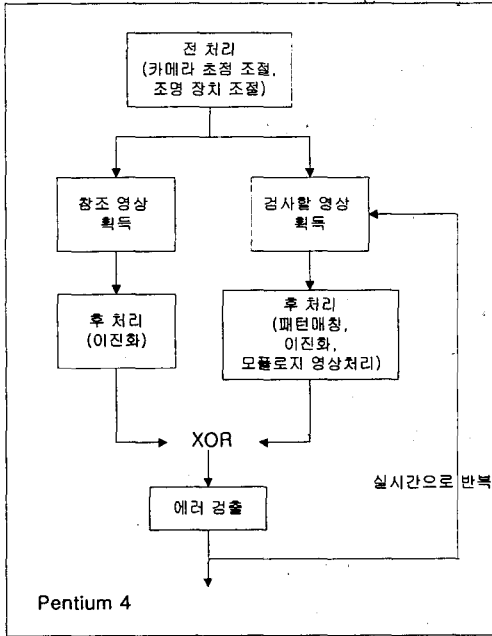 전 처리
(카메라 초점 조절,
조명 장치 조절)
참조 영상
획득
검사할 영상
획득
후 처리
(이진화)
후 처리
(패턴매칭,
이진화,
모폴로지 영상처리)
XOR
실시간으로 반복
에러 검출
Pentium 4